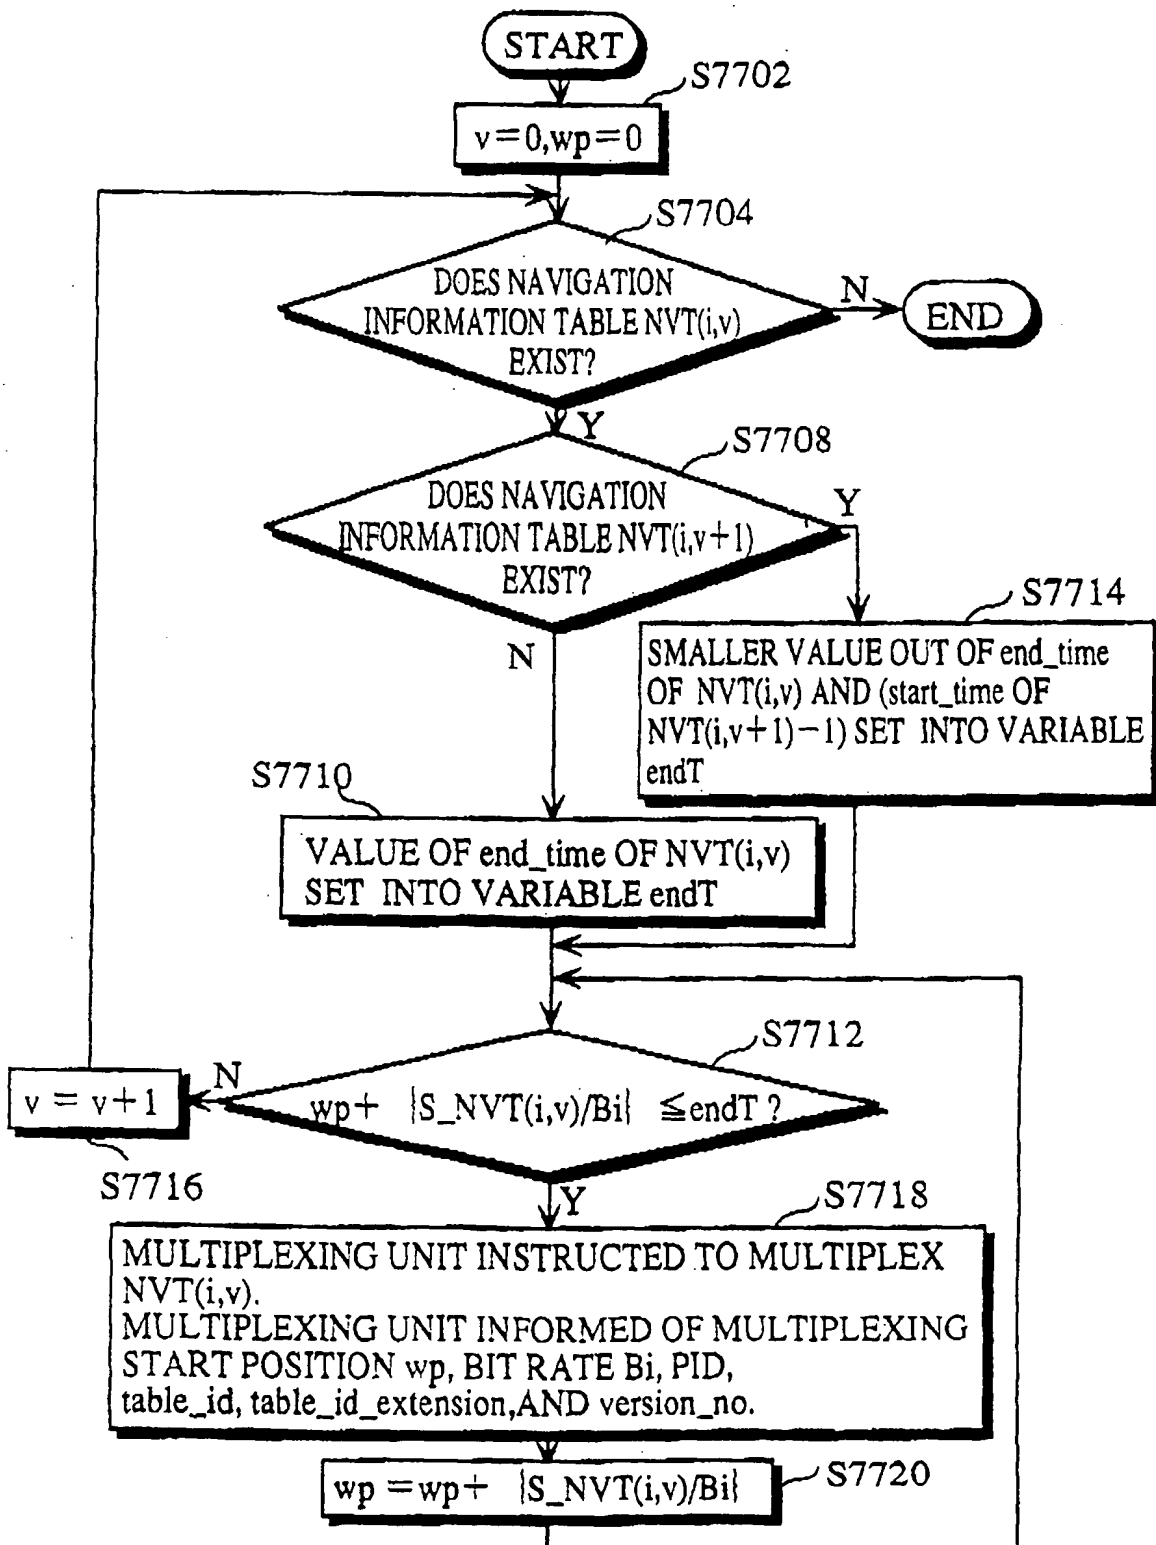 START
S7702
v=0,wp=0
S7704
DOES NAVIGATION
INFORMATION TABLE NVT(i,v)
EXIST?
N
END
Y
S7708
DOES NAVIGATION
INFORMATION TABLE NVT(i,v+1)
EXIST?
Y
N
S7714
SMALLER VALUE OUT OF end_time
OF NVT(i,v) AND (start_time OF
NVT(i,v+1)-1) SET INTO VARIABLE
endT
S7710
VALUE OF end_time OF NVT(i,v)
SET INTO VARIABLE endT
S7712
wp+ |S_NVT(i,v)/Bi| ≦endT ?
N
v = v+1
S7716
Y
S7718
MULTIPLEXING UNIT INSTRUCTED TO MULTIPLEX
NVT(i,v).
MULTIPLEXING UNIT INFORMED OF MULTIPLEXING
START POSITION wp, BIT RATE Bi, PID,
table_id, table_id_extension,AND version_no.
S7720
wp =wp+ |S_NVT(i,v)/Bi|